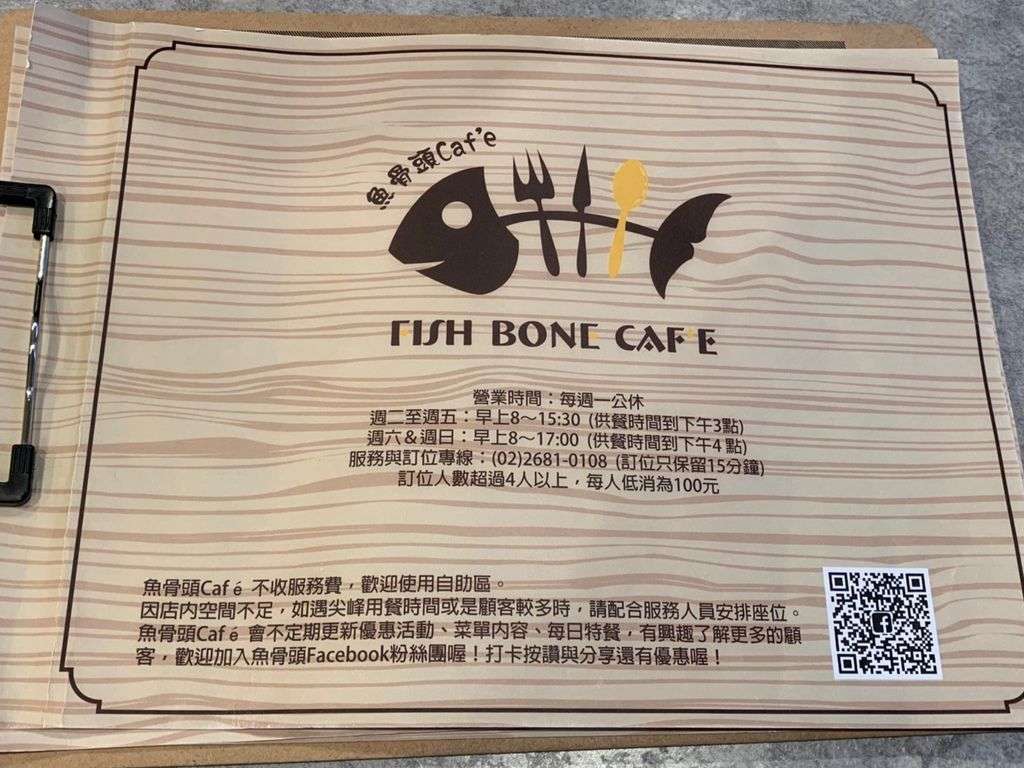 魚骨頭Caf'e
FISH BONE CAF'E
營業時間：每週一公休
週二至週五：早上8～15:30 (供餐時間到下午3點)
週六＆週日：早上8～17:00 (供餐時間到下午4點)
服務與訂位專線：(02)2681-0108 (訂位只保留15分鐘)
訂位人數超過4人以上，每人低消為100元
魚骨頭Café 不收服務費，歡迎使用自助區。
因店內空間不足，如遇尖峰用餐時間或是顧客較多時，請配合服務人員安排座位。
魚骨頭Café 會不定期更新優惠活動、菜單內容、每日特餐，有興趣了解更多的顧
客，歡迎加入魚骨頭Facebook粉絲團喔！打卡按讚與分享還有優惠喔！